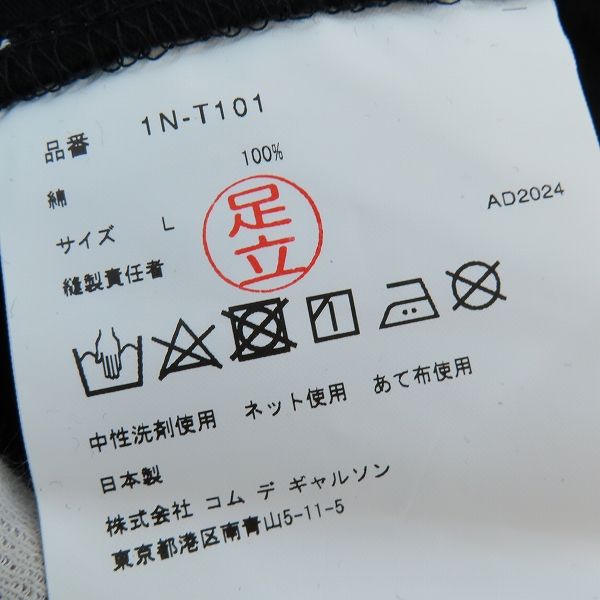 品番 1N-T101
綿 100%
サイズ L
AD2024
縫製責任者 足立
中性洗剤使用 ネット使用 あて布使用
日本製
株式会社 コム デ ギャルソン
東京都港区南青山5-11-5